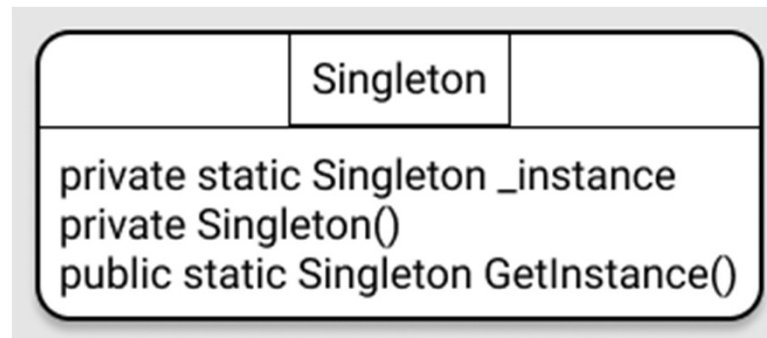 Singleton
private static Singleton _instance
private Singleton()
public static Singleton GetInstance()